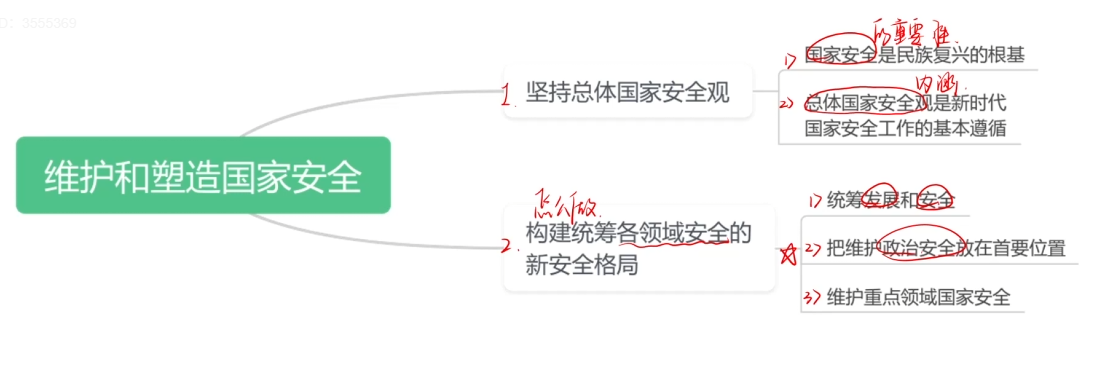 ID: 3555369
的重要性.
1) 国家安全是民族复兴的根基
1. 坚持总体国家安全观
内涵.
2) 总体国家安全观是新时代
国家安全工作的基本遵循
维护和塑造国家安全
怎么做.
2. 构建统筹各领域安全的
新安全格局
1) 统筹发展和安全
☆ 2) 把维护政治安全放在首要位置
3) 维护重点领域国家安全